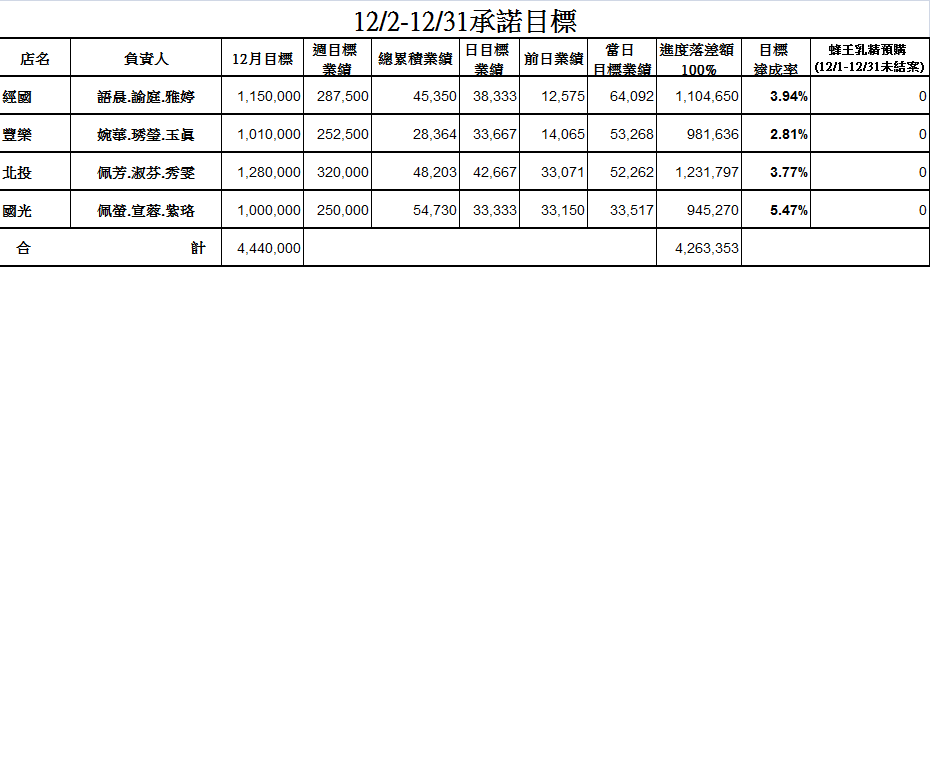 12/2-12/31承諾目標
店名 負責人 12月目標 週目標業績 總累積業績 日目標業績 前日業績 當日目標業績 進度落差額100% 目標達成率 蜂王乳精預購(12/1-12/31未結案)
經國 語晨.諭庭.雅婷 1,150,000 287,500 45,350 38,333 12,575 64,092 1,104,650 3.94% 0
豐樂 婉華.琇瑩.玉真 1,010,000 252,500 28,364 33,667 14,065 53,268 981,636 2.81% 0
北投 佩芳.淑芬.秀雯 1,280,000 320,000 48,203 42,667 33,071 52,262 1,231,797 3.77% 0
國光 佩螢.宣蓉.紫珞 1,000,000 250,000 54,730 33,333 33,150 33,517 945,270 5.47% 0
合 計 4,440,000 4,263,353